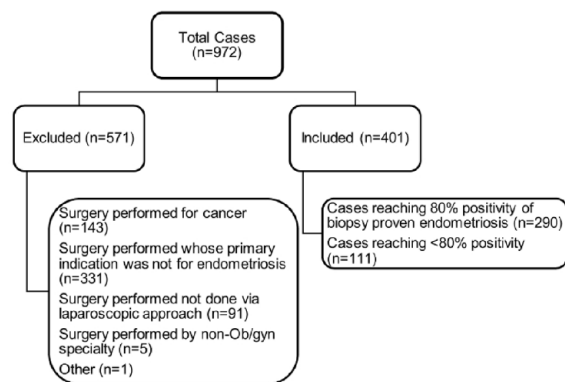 Total Cases
(n=972)
Excluded (n=571)
Included (n=401)
Surgery performed for cancer
(n=143)
Surgery performed whose primary
indication was not for endometriosis
(n=331)
Surgery performed not done via
laparoscopic approach (n=91)
Surgery performed by non-Ob/gyn
specialty (n=5)
Other (n=1)
Cases reaching 80% positivity of
biopsy proven endometriosis (n=290)
Cases reaching <80% positivity
(n=111)